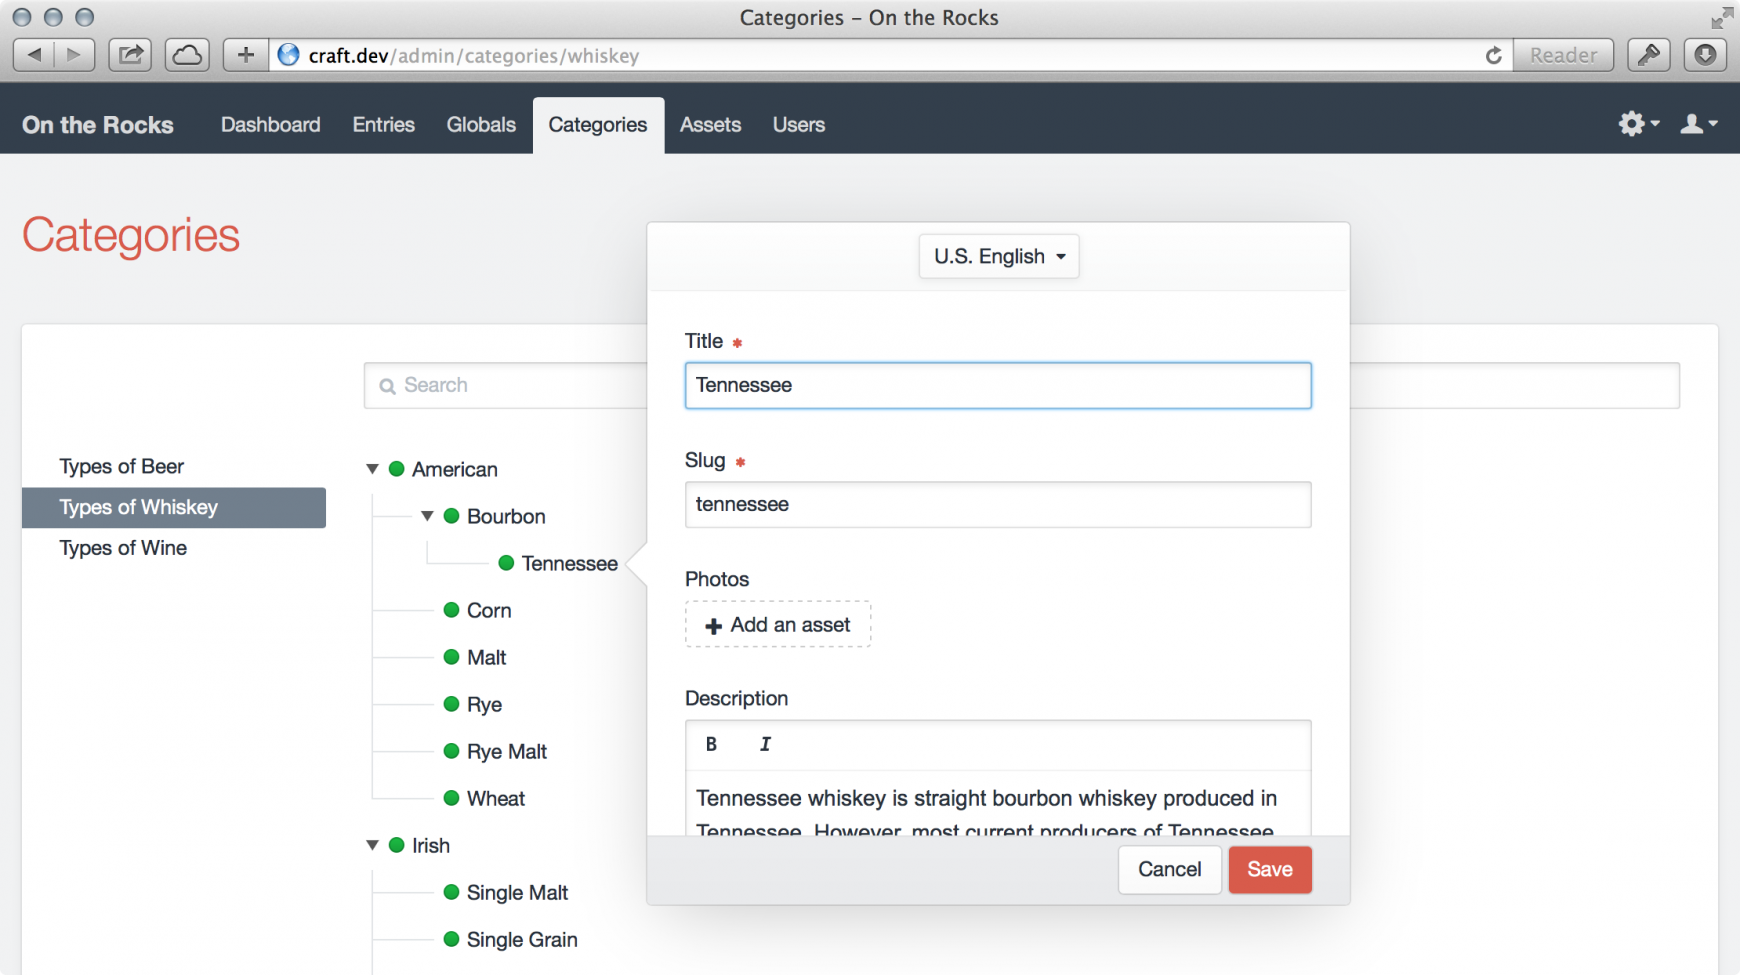 Categories – On the Rocks
craft.dev/admin/categories/whiskey
Reader
On the Rocks Dashboard Entries Globals Categories Assets Users
Categories
U.S. English
Title *
Tennessee
Search
Slug *
tennessee
Types of Beer
Types of Whiskey
Types of Wine
American
Bourbon
Tennessee
Corn
Malt
Rye
Rye Malt
Wheat
Irish
Single Malt
Single Grain
Photos
Add an asset
Description
B I
Tennessee whiskey is straight bourbon whiskey produced in
Tennessee. However, most current producers of Tennessee
Cancel Save